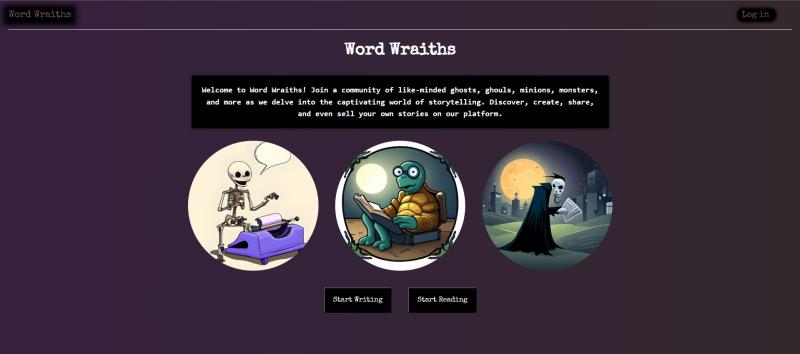 Word Wraiths
Log in
Word Wraiths
Welcome to Word Wraiths! Join a community of like-minded ghosts, ghouls, minions, monsters,
and more as we delve into the captivating world of storytelling. Discover, create, share,
and even sell your own stories on our platform.
Start Writing
Start Reading